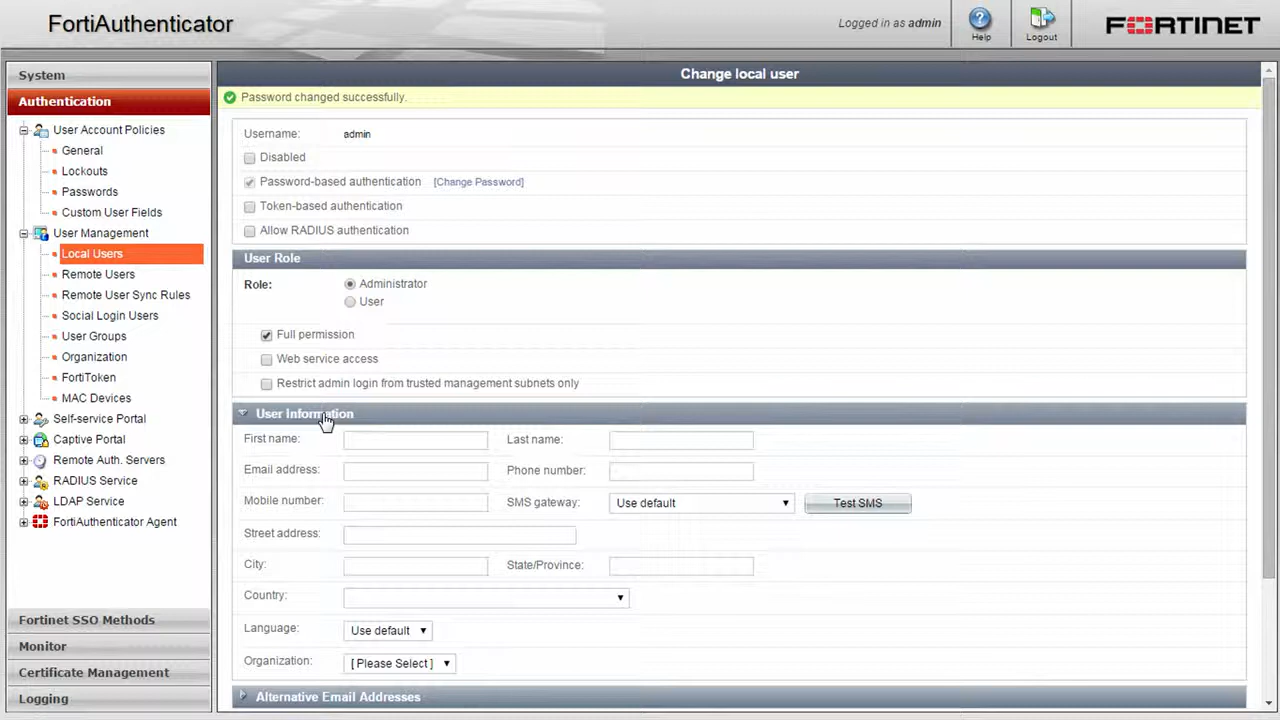 FortiAuthenticator
Logged in as admin
Help
Logout
FORTINET
System
Authentication
User Account Policies
General
Lockouts
Passwords
Custom User Fields
User Management
Local Users
Remote Users
Remote User Sync Rules
Social Login Users
User Groups
Organization
FortiToken
MAC Devices
Self-service Portal
Captive Portal
Remote Auth. Servers
RADIUS Service
LDAP Service
FortiAuthenticator Agent
Fortinet SSO Methods
Monitor
Certificate Management
Logging
Change local user
Password changed successfully.
Username: admin
Disabled
Password-based authentication [Change Password]
Token-based authentication
Allow RADIUS authentication
User Role
Role: Administrator
User
Full permission
Web service access
Restrict admin login from trusted management subnets only
User Information
First name: Last name:
Email address: Phone number:
Mobile number: SMS gateway: Use default Test SMS
Street address:
City: State/Province:
Country:
Language: Use default
Organization: [ Please Select ]
Alternative Email Addresses